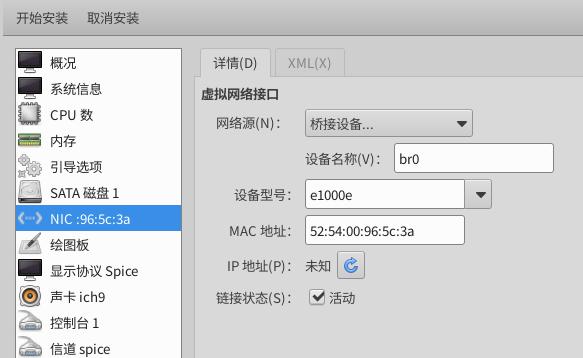 开始安装 取消安装
概况
系统信息
CPU 数
内存
引导选项
SATA 磁盘 1
NIC :96:5c:3a
绘图板
显示协议 Spice
声卡 ich9
控制台 1
信道 spice
详情(D) XML(X)
虚拟网络接口
网络源(N)： 桥接设备...
设备名称(V)： br0
设备型号： e1000e
MAC 地址： 52:54:00:96:5c:3a
IP 地址(P)： 未知
链接状态(S)： 活动